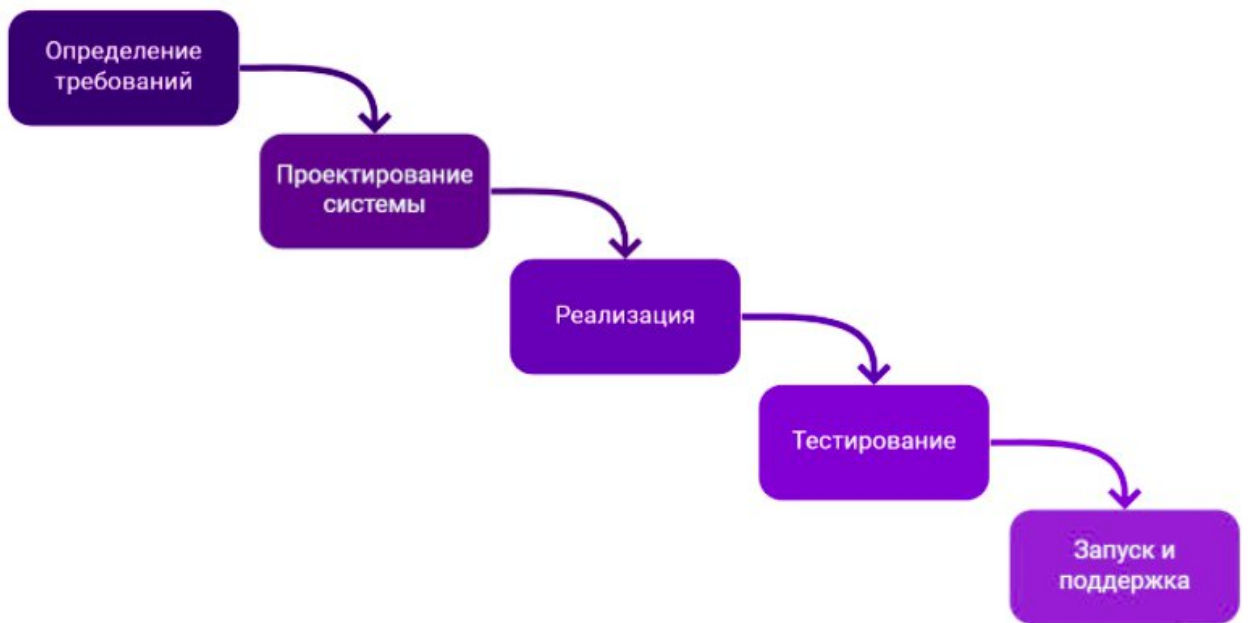 Определение
требований
Проектирование
системы
Реализация
Тестирование
Запуск и
поддержка